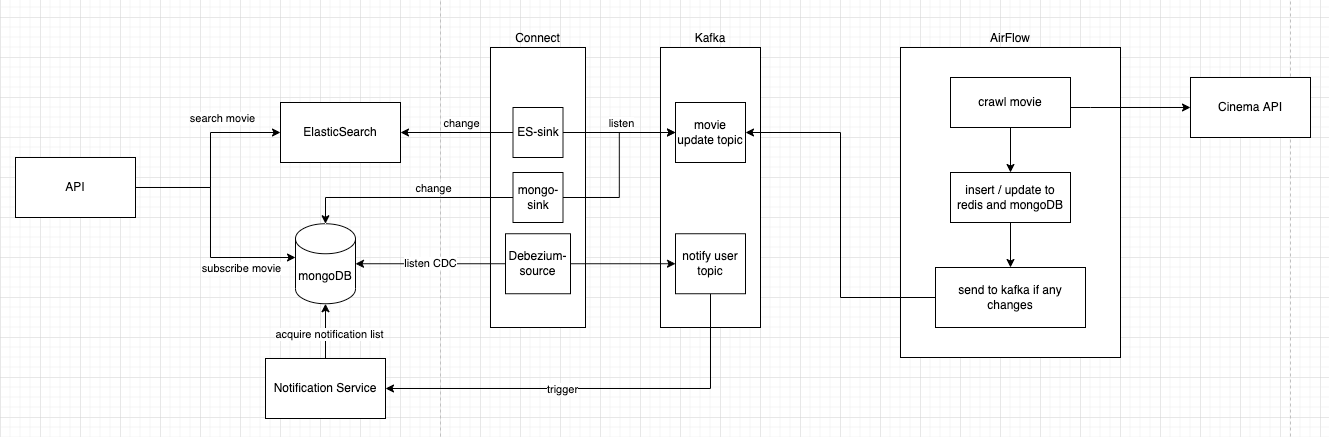 Connect
Kafka
AirFlow
crawl movie
Cinema API
search movie
ElasticSearch
change
ES-sink
listen
movie
update topic
API
change
mongo-
sink
insert / update to
redis and mongoDB
subscribe movie
mongoDB
listen CDC
Debezium-
source
notify user
topic
send to kafka if any
changes
acquire notification list
Notification Service
trigger